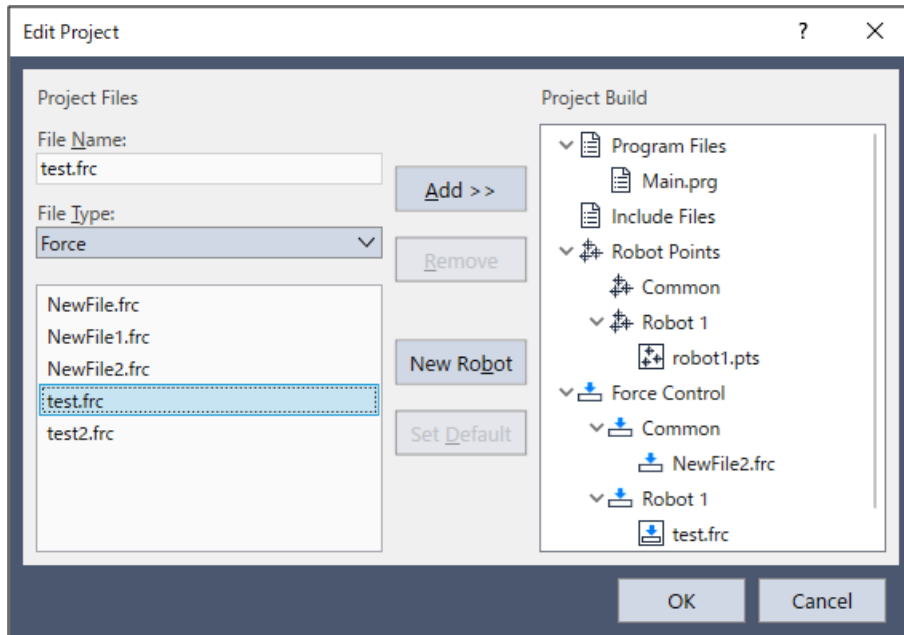 Edit Project
?
Project Files
File Name:
test.frc
File Type:
Force
NewFile.frc
NewFile1.frc
NewFile2.frc
test.frc
test2.frc
Add >>
Remove
New Robot
Set Default
Project Build
Program Files
Main.prg
Include Files
Robot Points
Common
Robot 1
robot1.pts
Force Control
Common
NewFile2.frc
Robot 1
test.frc
OK
Cancel